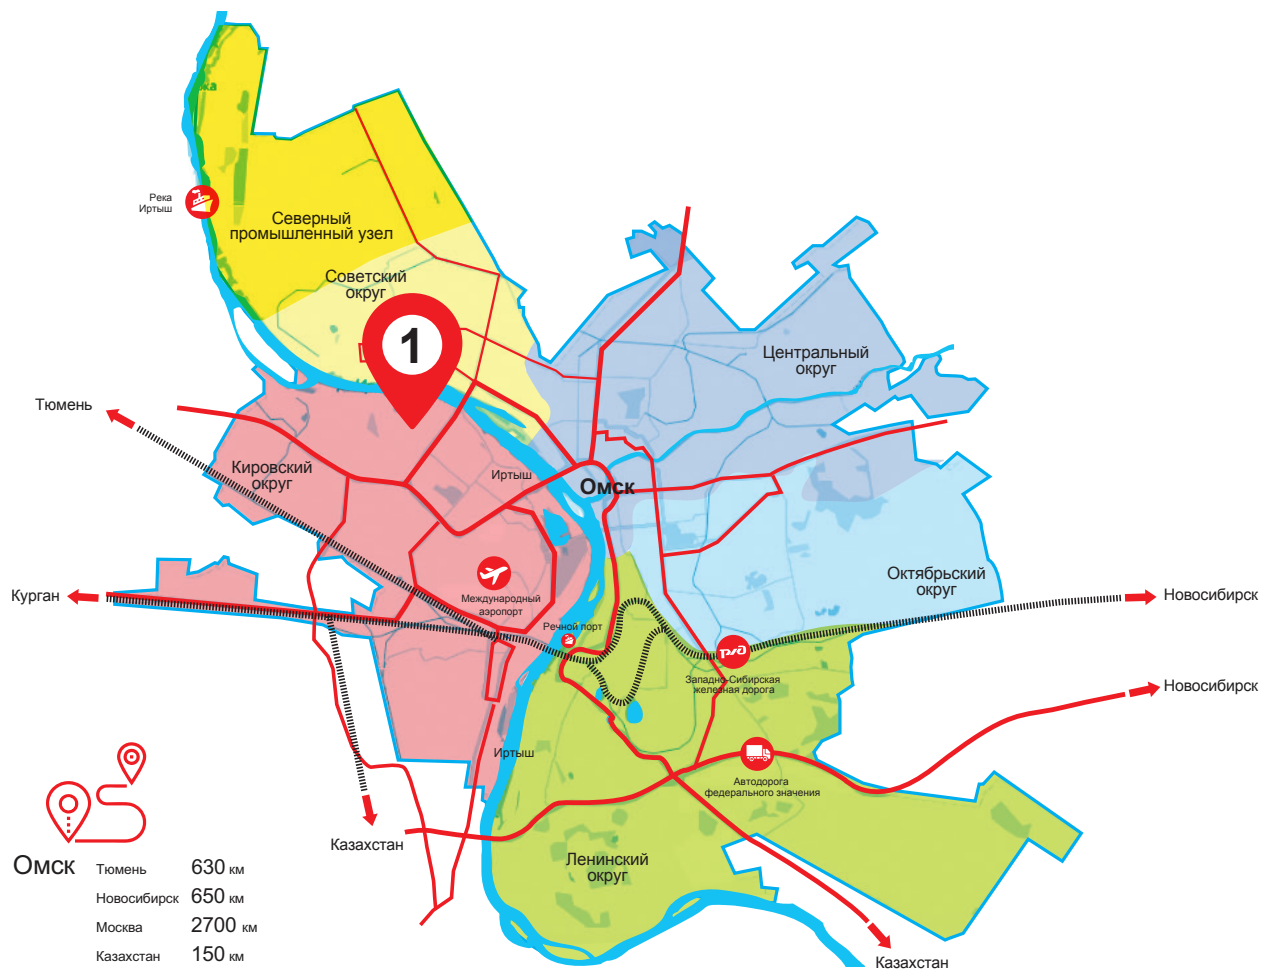 ка
Река
Иртыш
Северный
промышленный узел
Советский
округ
1
Центральный
округ
Тюмень
Кировский
округ
Иртыш
Омск
Октябрьский
округ
Курган
Международный
аэропорт
Речной порт
Новосибирск
РЖД
Западно-Сибирская
железная дорога
Новосибирск
Иртыш
Автодорога
федерального значения
Казахстан
Ленинский
округ
Казахстан
Омск
Тюмень 630 км
Новосибирск 650 км
Москва 2700 км
Казахстан 150 км